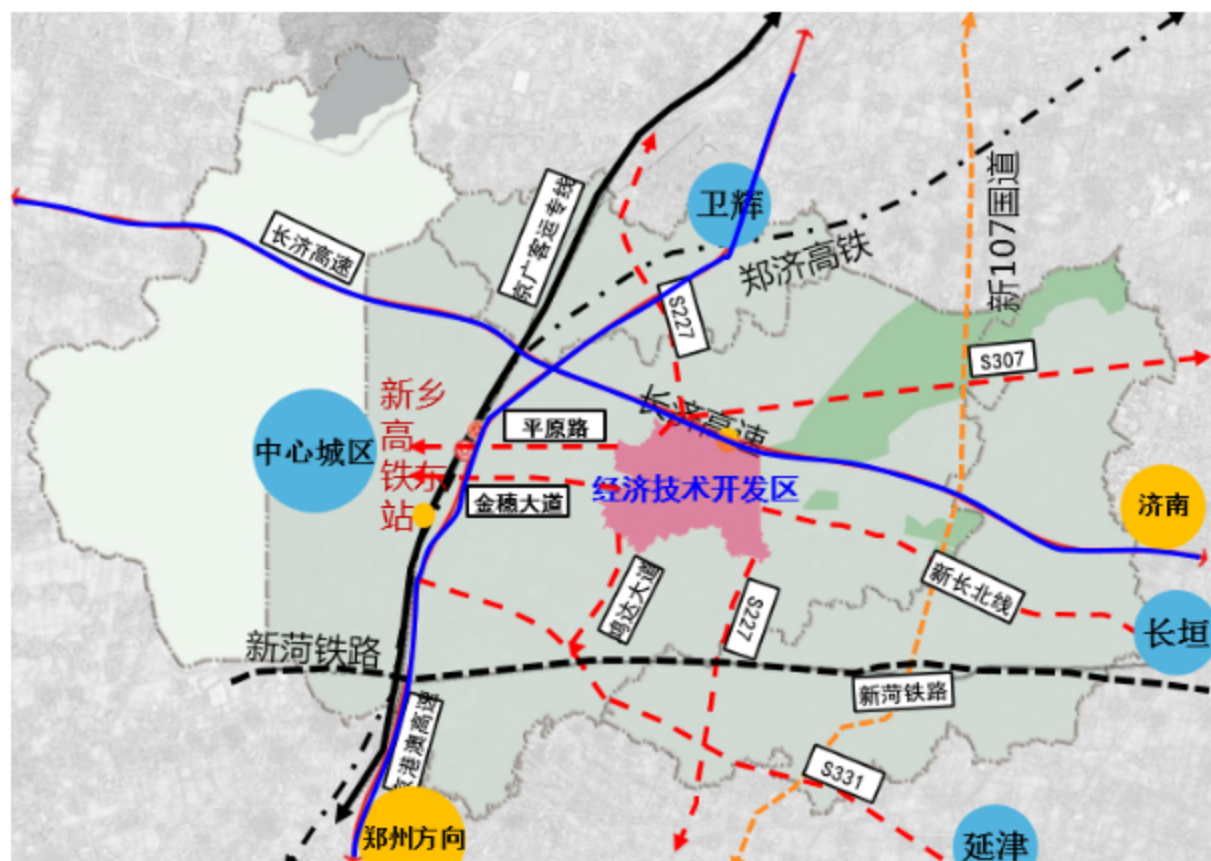 卫辉
京广客运专线
新107国道
长济高速
郑济高铁
S227
S307
新乡
高
铁东
站
长济高速
平原路
中心城区
经济技术开发区
金穗大道
济南
新长北线
鸿达大道
S227
长垣
新菏铁路
新菏铁路
京港澳高速
S331
郑州方向
延津